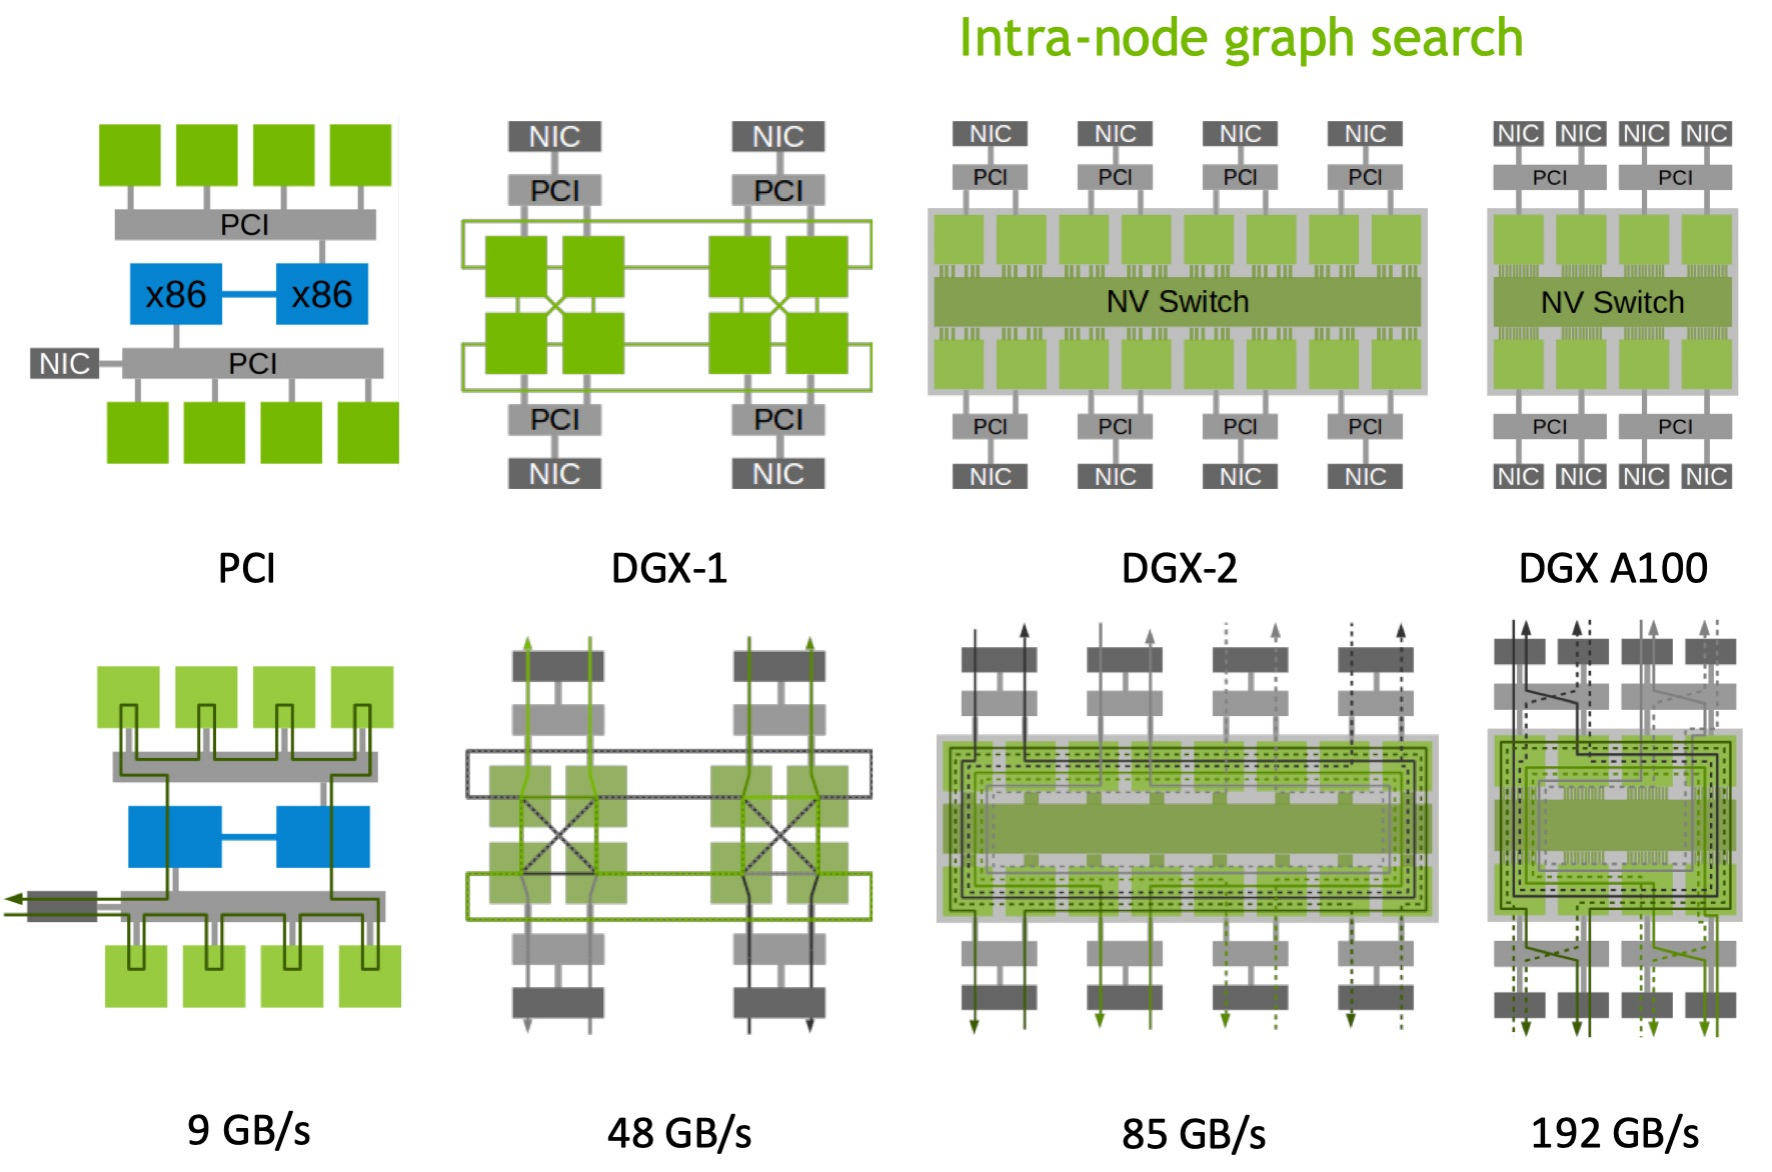 Intra-node graph search
NIC NIC NIC NIC NIC NIC NIC NIC NIC NIC
PCI PCI PCI PCI PCI PCI PCI PCI
PCI
x86 x86
NV Switch NV Switch
NIC PCI
PCI PCI PCI PCI PCI PCI PCI PCI
NIC NIC NIC NIC NIC NIC NIC NIC NIC NIC
PCI DGX-1 DGX-2 DGX A100
9 GB/s 48 GB/s 85 GB/s 192 GB/s